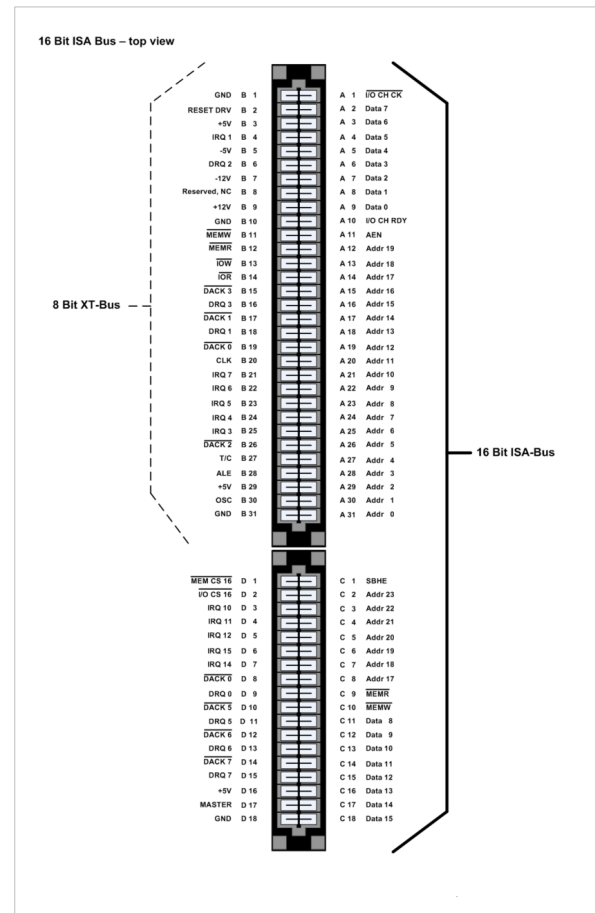 16 Bit ISA Bus – top view
GND B 1 A 1 I/O CH CK
RESET DRV B 2 A 2 Data 7
+5V B 3 A 3 Data 6
IRQ 1 B 4 A 4 Data 5
-5V B 5 A 5 Data 4
DRQ 2 B 6 A 6 Data 3
-12V B 7 A 7 Data 2
Reserved, NC B 8 A 8 Data 1
+12V B 9 A 9 Data 0
GND B 10 A 10 I/O CH RDY
MEMW B 11 A 11 AEN
MEMR B 12 A 12 Addr 19
IOW B 13 A 13 Addr 18
IOR B 14 A 14 Addr 17
DACK 3 B 15 A 15 Addr 16
8 Bit XT-Bus DRQ 3 B 16 A 16 Addr 15
DACK 1 B 17 A 17 Addr 14
DRQ 1 B 18 A 18 Addr 13
DACK 0 B 19 A 19 Addr 12
CLK B 20 A 20 Addr 11
IRQ 7 B 21 A 21 Addr 10
IRQ 6 B 22 A 22 Addr 9
IRQ 5 B 23 A 23 Addr 8
IRQ 4 B 24 A 24 Addr 7
IRQ 3 B 25 A 25 Addr 6
DACK 2 B 26 A 26 Addr 5
16 Bit ISA-Bus
T/C B 27 A 27 Addr 4
ALE B 28 A 28 Addr 3
+5V B 29 A 29 Addr 2
OSC B 30 A 30 Addr 1
GND B 31 A 31 Addr 0
MEM CS 16 D 1 C 1 SBHE
I/O CS 16 D 2 C 2 Addr 23
IRQ 10 D 3 C 3 Addr 22
IRQ 11 D 4 C 4 Addr 21
IRQ 12 D 5 C 5 Addr 20
IRQ 15 D 6 C 6 Addr 19
IRQ 14 D 7 C 7 Addr 18
DACK 0 D 8 C 8 Addr 17
DRQ 0 D 9 C 9 MEMR
DACK 5 D 10 C 10 MEMW
DRQ 5 D 11 C 11 Data 8
DACK 6 D 12 C 12 Data 9
DRQ 6 D 13 C 13 Data 10
DACK 7 D 14 C 14 Data 11
DRQ 7 D 15 C 15 Data 12
+5V D 16 C 16 Data 13
MASTER D 17 C 17 Data 14
GND D 18 C 18 Data 15